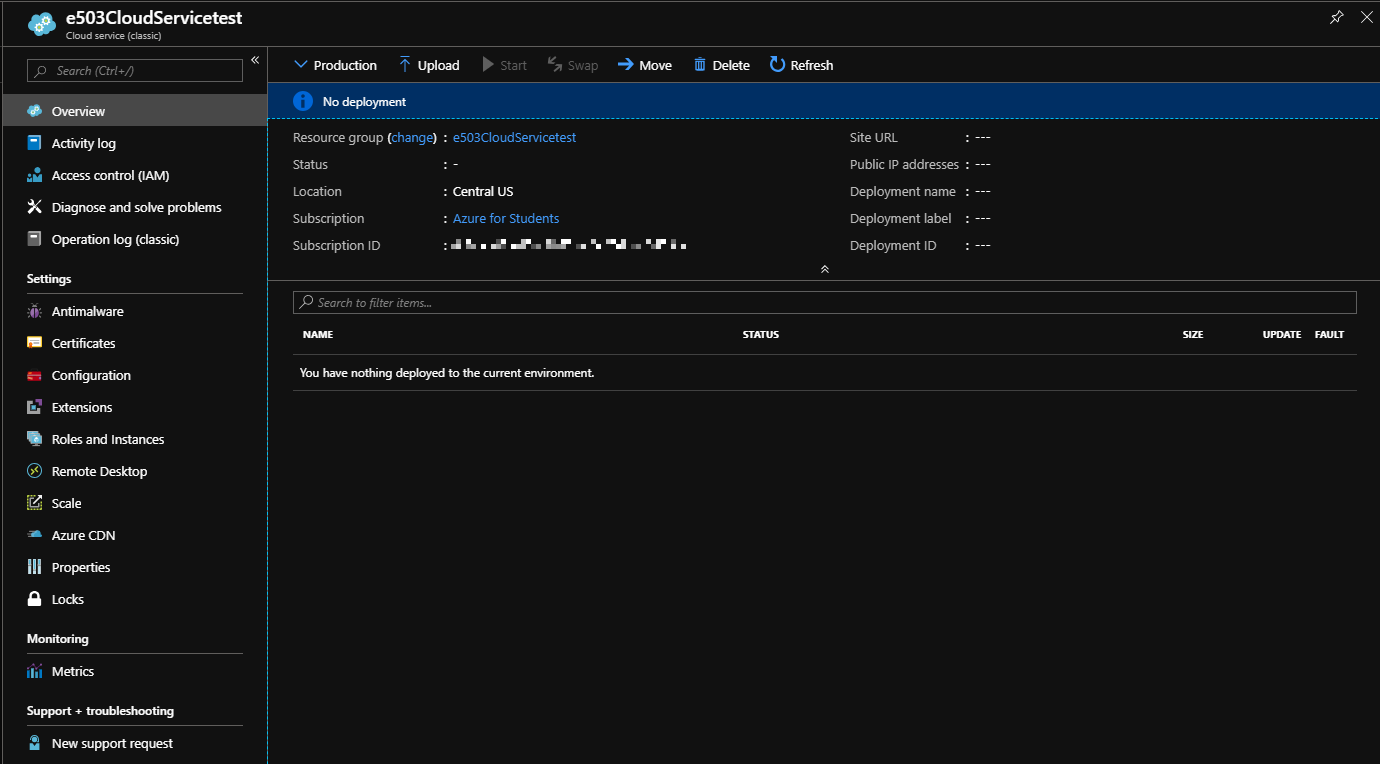 e503CloudServicetest
Cloud service (classic)
Search (Ctrl+/)
Overview
Activity log
Access control (IAM)
Diagnose and solve problems
Operation log (classic)
Settings
Antimalware
Certificates
Configuration
Extensions
Roles and Instances
Remote Desktop
Scale
Azure CDN
Properties
Locks
Monitoring
Metrics
Support + troubleshooting
New support request
Production Upload Start Swap Move Delete Refresh
No deployment
Resource group (change) : e503CloudServicetest
Status : -
Location : Central US
Subscription : Azure for Students
Subscription ID :
Site URL : ---
Public IP addresses : ---
Deployment name : ---
Deployment label : ---
Deployment ID : ---
Search to filter items...
NAME STATUS SIZE UPDATE FAULT
You have nothing deployed to the current environment.